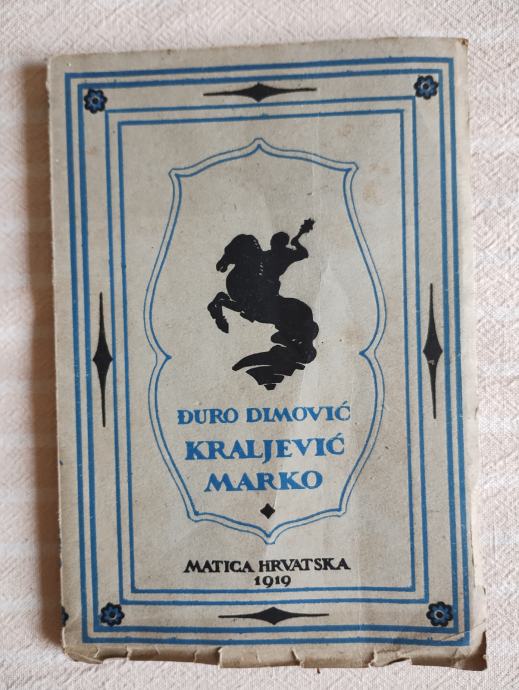 ĐURO DIMOVIĆ
KRALJEVIĆ
MARKO
MATICA HRVATSKA
1919